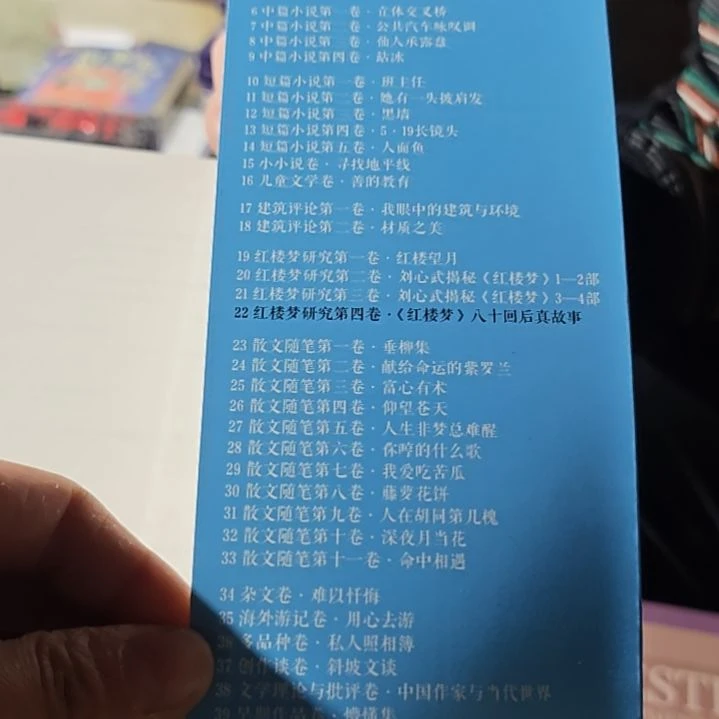 6 中篇小说第一卷·立体交叉桥
7 中篇小说第二卷·公共汽车咏叹调
8 中篇小说第三卷·仙人承露盘
9 中篇小说第四卷·站冰
10 短篇小说第一卷·班主任
11 短篇小说第二卷·她有一头披肩发
12 短篇小说第三卷·黑墙
13 短篇小说第四卷·5·19长镜头
14 短篇小说第五卷·人面鱼
15 小小说卷·寻找地平线
16 儿童文学卷·善的教育
17 建筑评论第一卷·我眼中的建筑与环境
18 建筑评论第二卷·材质之美
19 红楼梦研究第一卷·红楼望月
20 红楼梦研究第二卷·刘心武揭秘《红楼梦》1—2部
21 红楼梦研究第三卷·刘心武揭秘《红楼梦》3—4部
22 红楼梦研究第四卷·《红楼梦》八十回后真故事
23 散文随笔第一卷·垂柳集
24 散文随笔第二卷·献给命运的紫罗兰
25 散文随笔第三卷·富心有术
26 散文随笔第四卷·仰望苍天
27 散文随笔第五卷·人生非梦总难醒
28 散文随笔第六卷·你哼的什么歌
29 散文随笔第七卷·我爱吃苦瓜
30 散文随笔第八卷·藤萝花饼
31 散文随笔第九卷·人在胡同第几槐
32 散文随笔第十卷·深夜月当花
33 散文随笔第十一卷·命中相遇
34 杂文卷·难以忏悔
35 海外游记卷·用心去游
36 多品种卷·私人照相簿
37 创作谈卷·斜坡文谈
38 文学理论与批评卷·中国作家与当代世界
39 早期作品卷·懵懂集